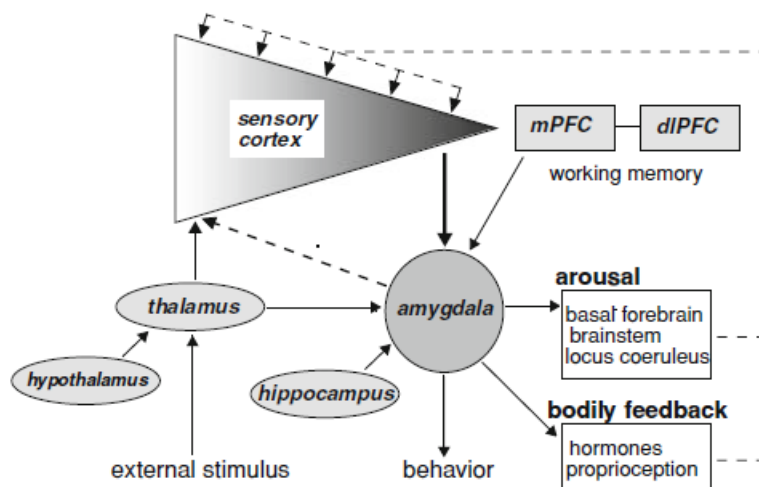 sensory
cortex
mPFC
dlPFC
working memory
thalamus
amygdala
arousal
basal forebrain
brainstem
locus coeruleus
hypothalamus
hippocampus
bodily feedback
hormones
proprioception
external stimulus
behavior